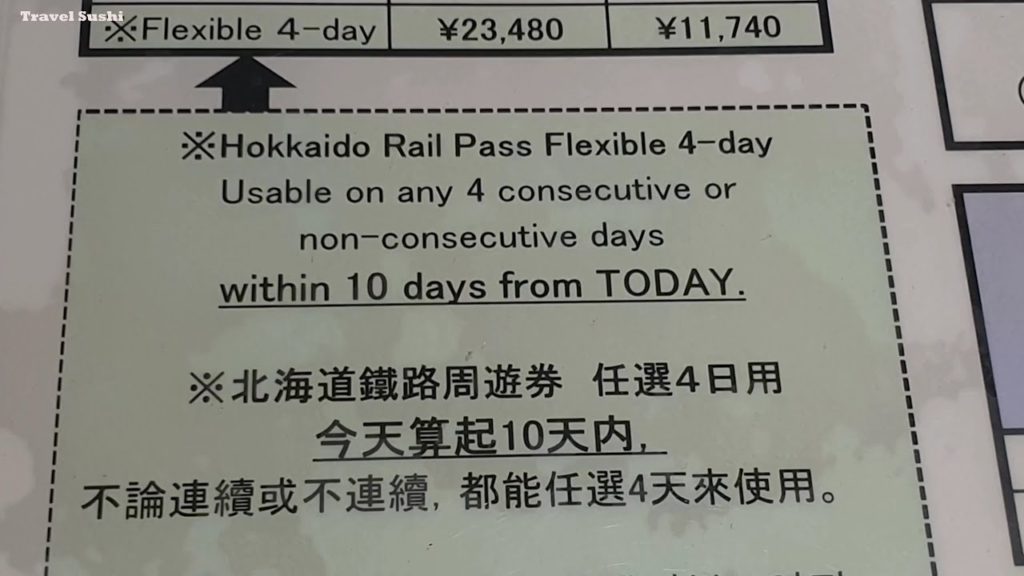 Travel Sushi
※Flexible 4-day ¥23,480 ¥11,740
※Hokkaido Rail Pass Flexible 4-day
Usable on any 4 consecutive or
non-consecutive days
within 10 days from TODAY.
※北海道鐵路周遊券 任選4日用
今天算起10天内,
不論連續或不連續, 都能任選4天來使用。